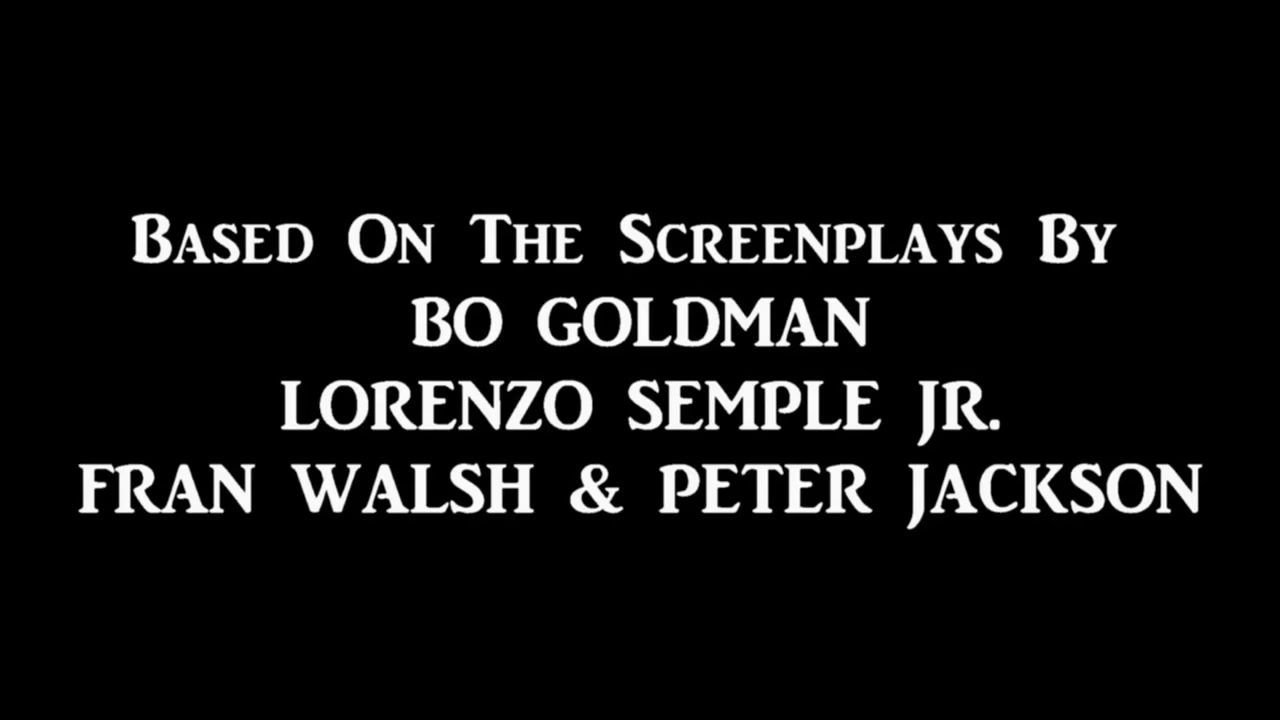 Based On The Screenplays By
BO GOLDMAN
LORENZO SEMPLE JR.
FRAN WALSH & PETER JACKSON